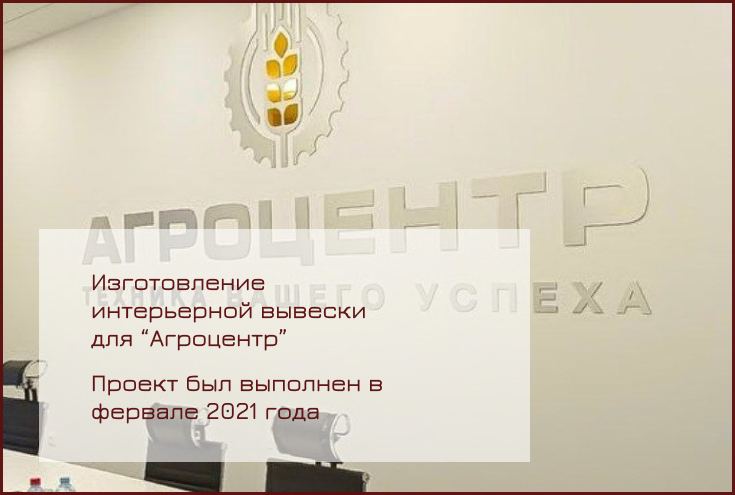 АГРОЦЕНТР
ТЕХНИКА ВАШЕГО УСПЕХА
Изготовление
интерьерной вывески
для “Агроцентр”
Проект был выполнен в
фервале 2021 года